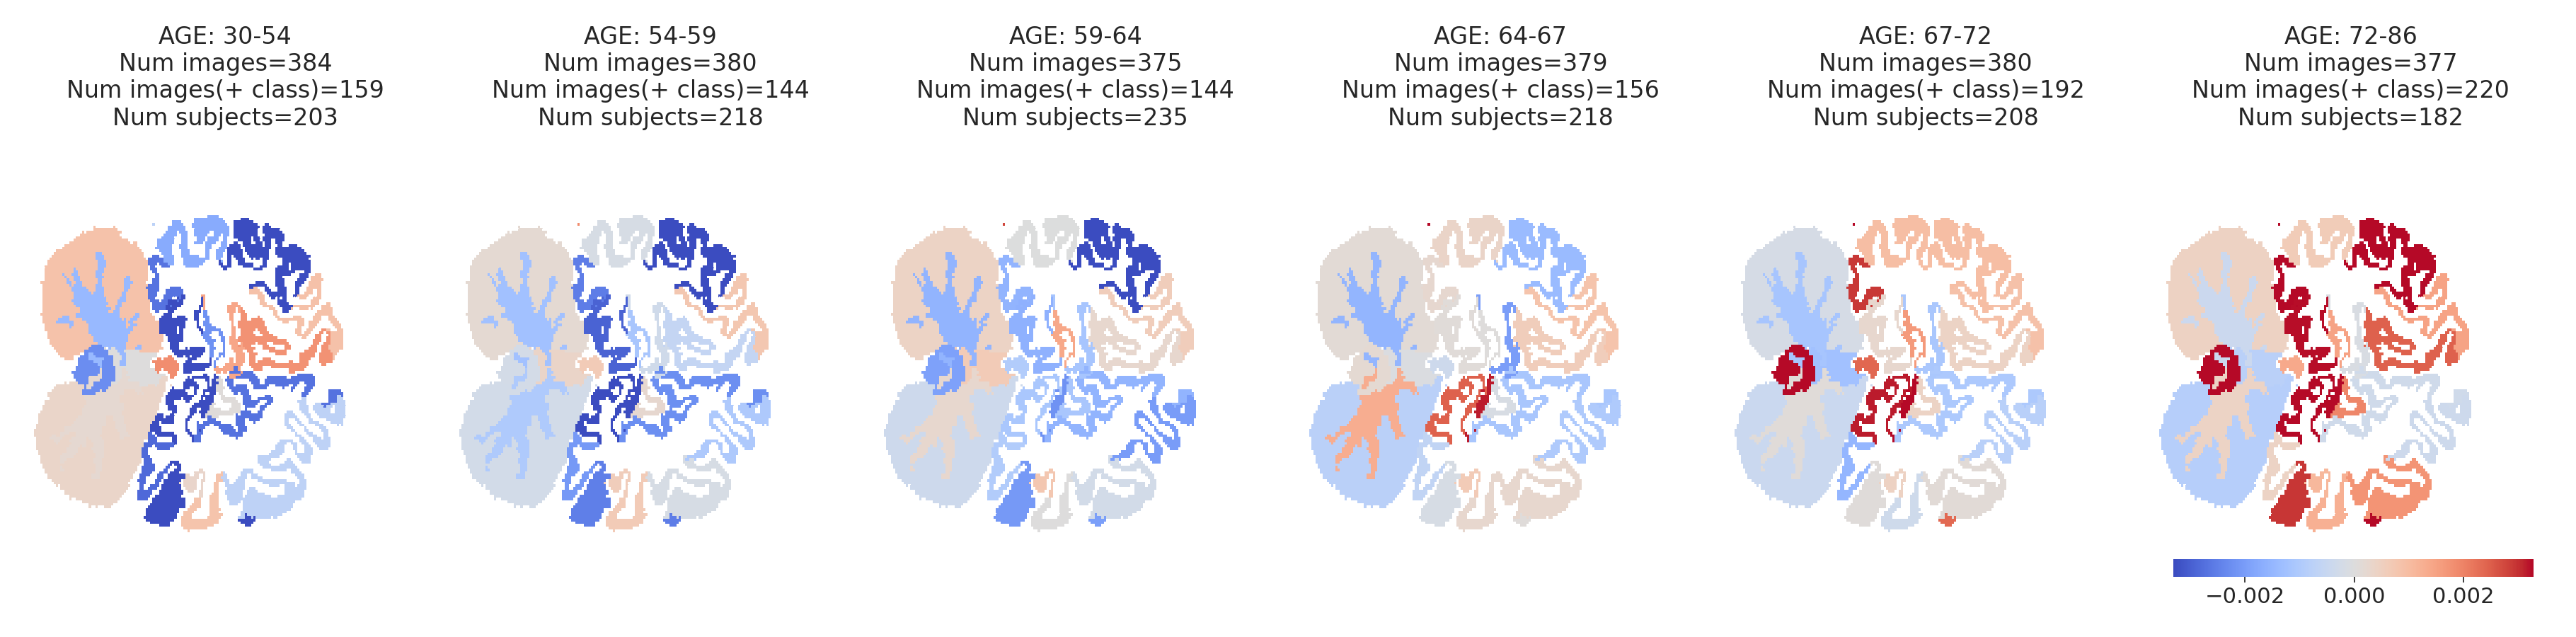 AGE: 30-54
Num images=384
Num images(+ class)=159
Num subjects=203
AGE: 54-59
Num images=380
Num images(+ class)=144
Num subjects=218
AGE: 59-64
Num images=375
Num images(+ class)=144
Num subjects=235
AGE: 64-67
Num images=379
Num images(+ class)=156
Num subjects=218
AGE: 67-72
Num images=380
Num images(+ class)=192
Num subjects=208
AGE: 72-86
Num images=377
Num images(+ class)=220
Num subjects=182
−0.002 0.000 0.002